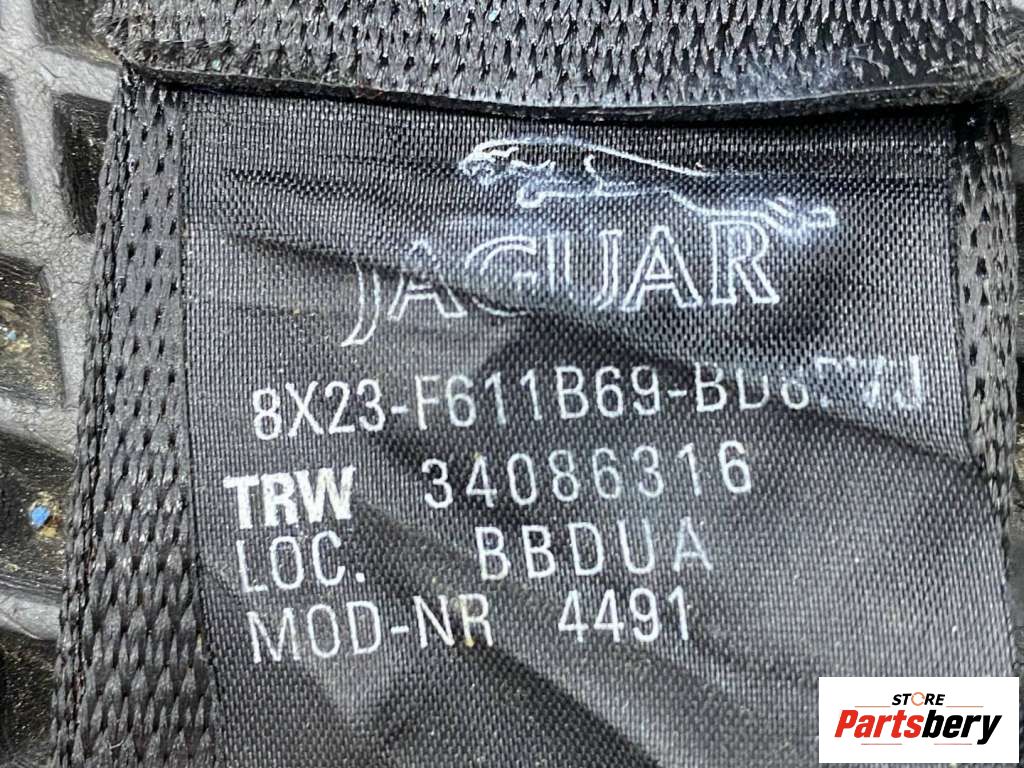 JAGUAR
8X23-F611B69-
TRW 34086316
LOC. BBDUA
MOD-NR 4491
STORE
Partsbery